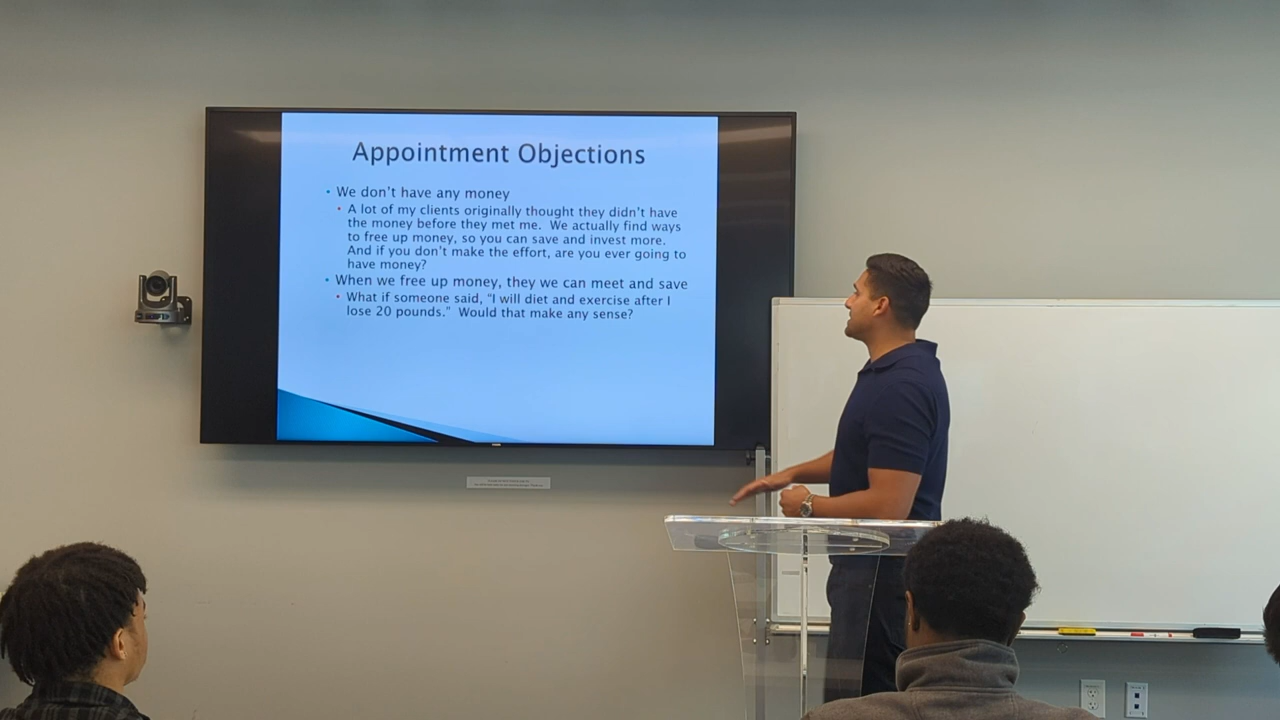 Appointment Objections
• We don't have any money
• A lot of my clients originally thought they didn't have
the money before they met me.  We actually find ways
to free up money, so you can save and invest more.
And if you don't make the effort, are you ever going to
have money?
• When we free up money, they we can meet and save
• What if someone said, "I will diet and exercise after I
lose 20 pounds."  Would that make any sense?